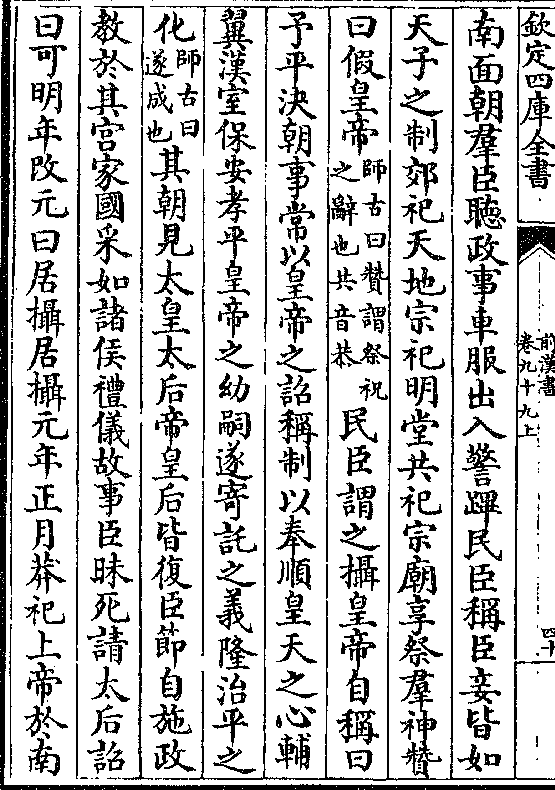 欽定四庫全書
前漢書
卷九十九上
四十
南面朝羣臣聽政事車服出入警蹕民臣稱臣妾皆如
天子之制郊祀天地宗祀明堂共祀宗廟享祭羣神贊
曰假皇帝師古曰贊謂祭祝之辭也共音恭民臣謂之攝皇帝自稱曰
予平決朝事常以皇帝之詔稱制以奉順皇天之心輔
翼漢室保安孝平皇帝之幼嗣遂寄託之義隆治平之
化師古曰遂成也其朝見太皇太后帝皇后皆復臣節自施政
教於其宫家國采如諸侯禮儀故事臣昧死請太后詔
曰可明年改元曰居攝居攝元年正月莽祀上帝於南